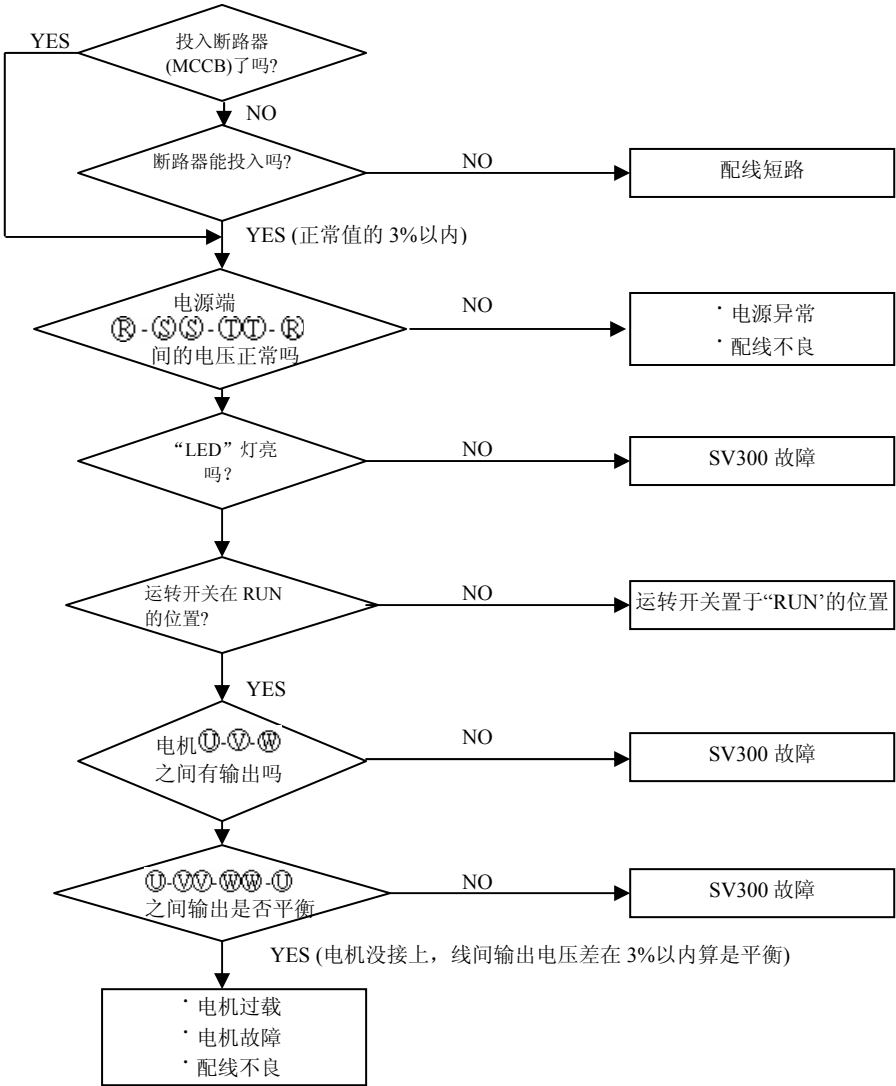 YES
投入断路器
(MCCB)了吗?
NO
断路器能投入吗?
NO
配线短路
YES (正常值的 3%以内)
电源端
Ⓡ-ⓈⓈ-ⓉⓉ-Ⓡ
间的电压正常吗
NO
·电源异常
·配线不良
“LED”灯亮
吗?
NO
SV300 故障
运转开关在 RUN
的位置?
NO
运转开关置于“RUN’的位置
YES
电机Ⓤ-Ⓥ-Ⓦ
之间有输出吗
NO
SV300 故障
Ⓤ-ⓋⓋ-ⓌⓌ-Ⓤ
之间输出是否平衡
NO
SV300 故障
YES (电机没接上，线间输出电压差在 3%以内算是平衡)
·电机过载
·电机故障
·配线不良